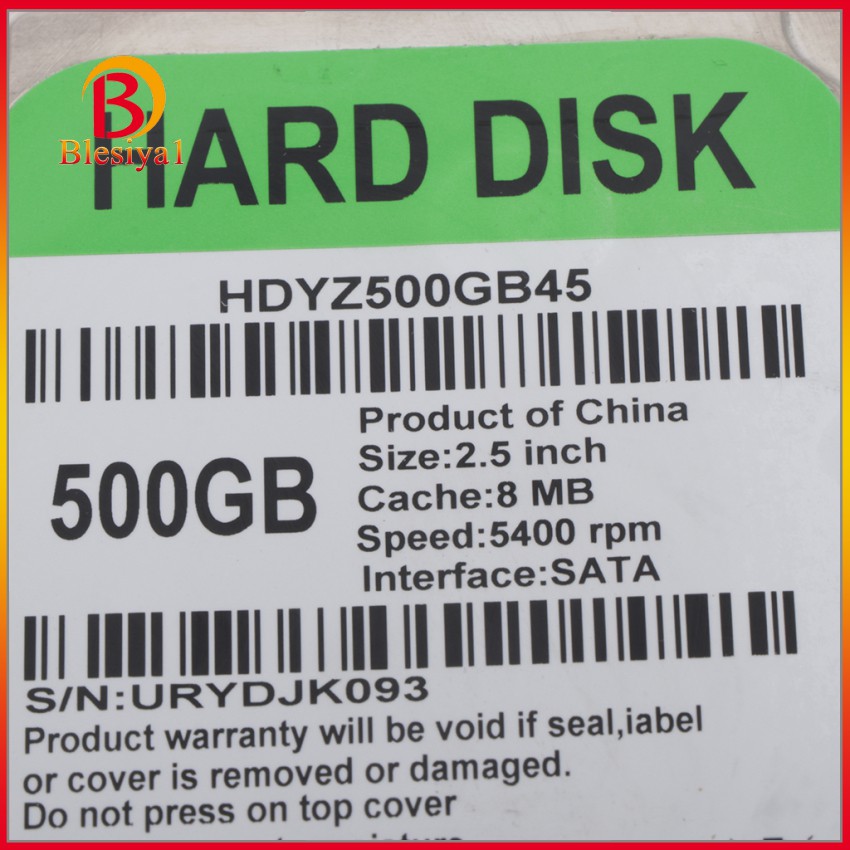 B
Blesiya1
HARD DISK
HDYZ500GB45
500GB
Product of China
Size:2.5 inch
Cache:8 MB
Speed:5400 rpm
Interface:SATA
S/N:URYDJK093
Product warranty will be void if seal,iabel
or cover is removed or damaged.
Do not press on top cover